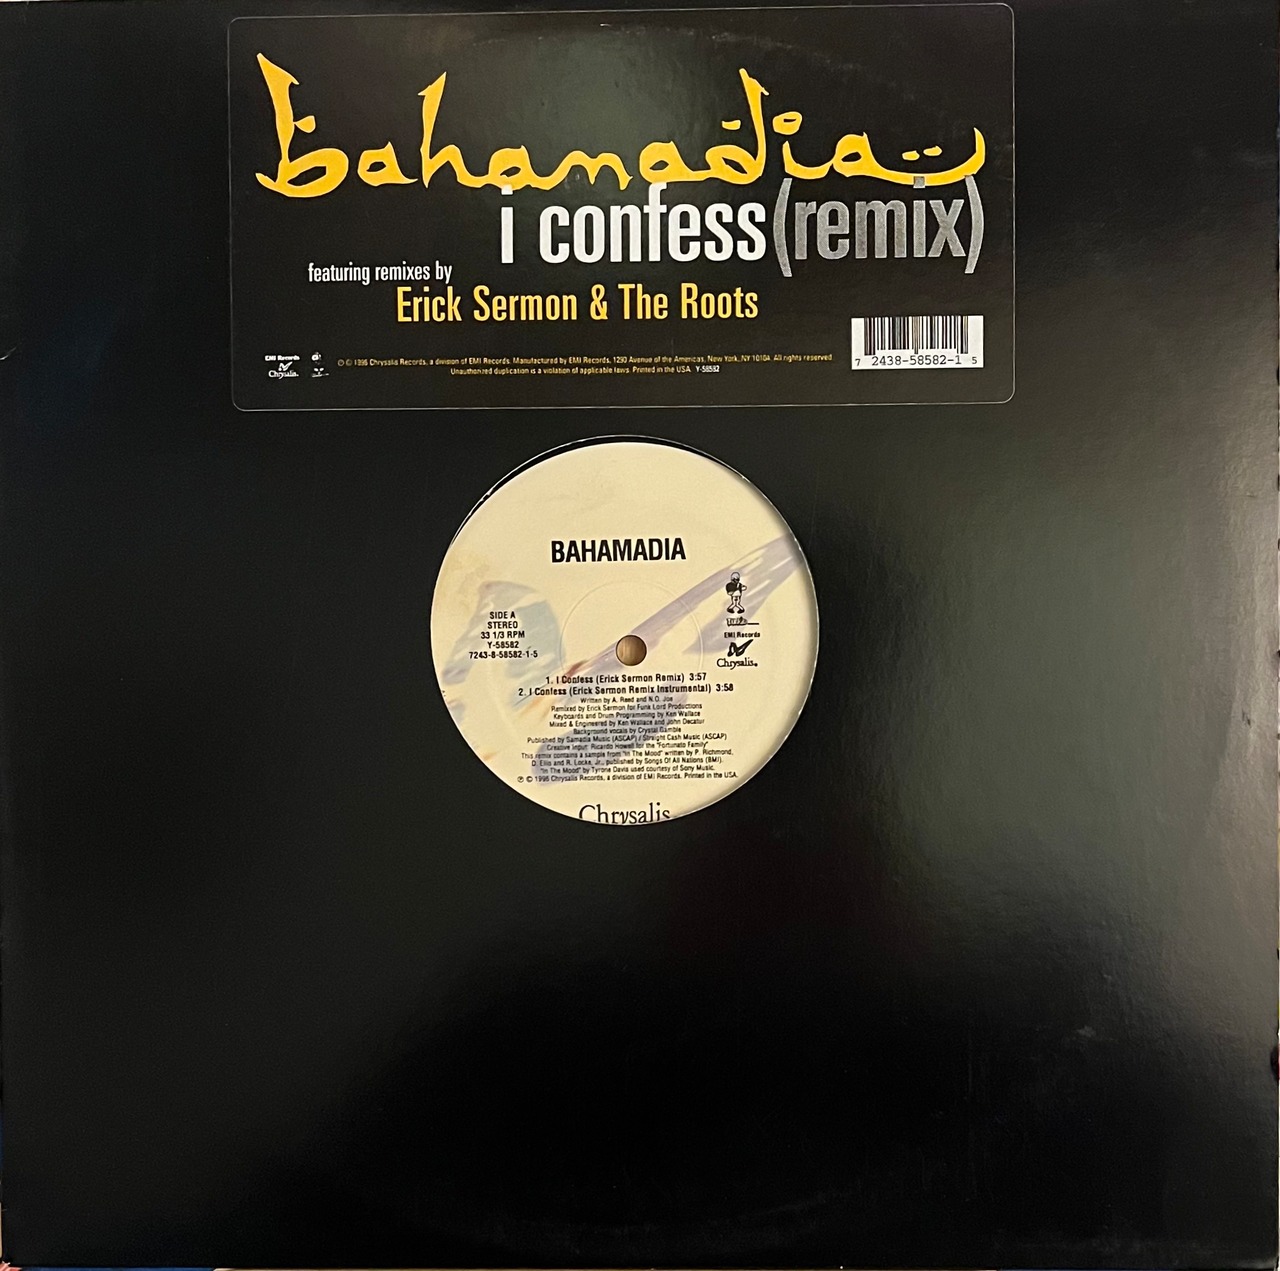 bahamadia
i confess (remix)
featuring remixes by
Erick Sermon & The Roots
EMI Records
Chrysalis.
℗ © 1996 Chrysalis Records, a division of EMI Records. Manufactured by EMI Records, 1290 Avenue of the Americas, New York, NY 10104. All rights reserved.
Unauthorized duplication is a violation of applicable laws. Printed in the USA. Y-58582
7 2438-58582-1 5
BAHAMADIA
SIDE A
STEREO
33 1/3 RPM
Y-58582
7243-8-58582-1-5
EMI Records
Chrysalis®
1. I Confess (Erick Sermon Remix) 3:57
2. I Confess (Erick Sermon Remix Instrumental) 3:58
Written by A. Reed and N.O. Joe
Remixed by Erick Sermon for Funk Lord Productions
Keyboards and Drum Programming by Ken Wallace
Mixed & Engineered by Ken Wallace and John Decatur
Background vocals by Crystal Gamble
Published by Samadia Music (ASCAP) / Straight Cash Music (ASCAP)
Creative Input: Ricardo Howell for the "Fortunato Family"
This remix contains a sample from "In The Mood" written by P. Richmond,
D. Ellis and R. Locke, Jr., published by Songs Of All Nations (BMI).
"In The Mood" by Tyrone Davis used courtesy of Sony Music.
℗ © 1996 Chrysalis Records, a division of EMI Records. Printed in the USA.
Chrysalis